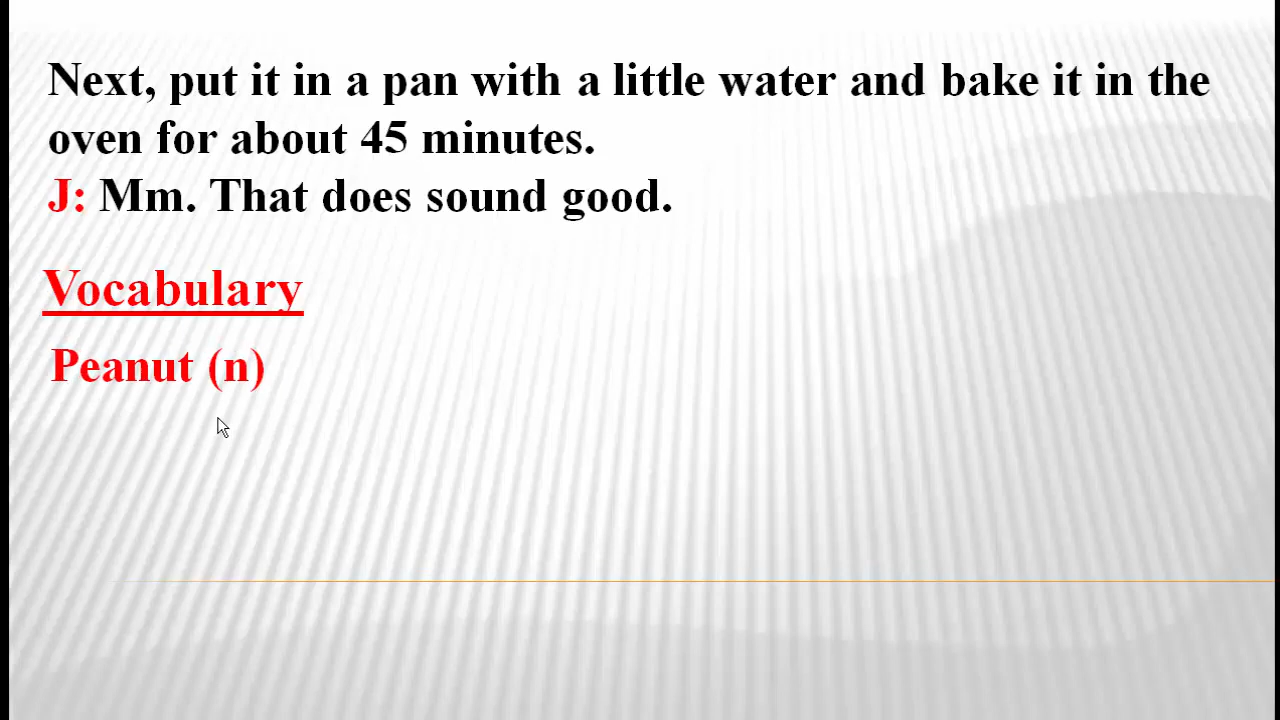 Next, put it in a pan with a little water and bake it in the
oven for about 45 minutes.
J: Mm. That does sound good.
Vocabulary
Peanut (n)